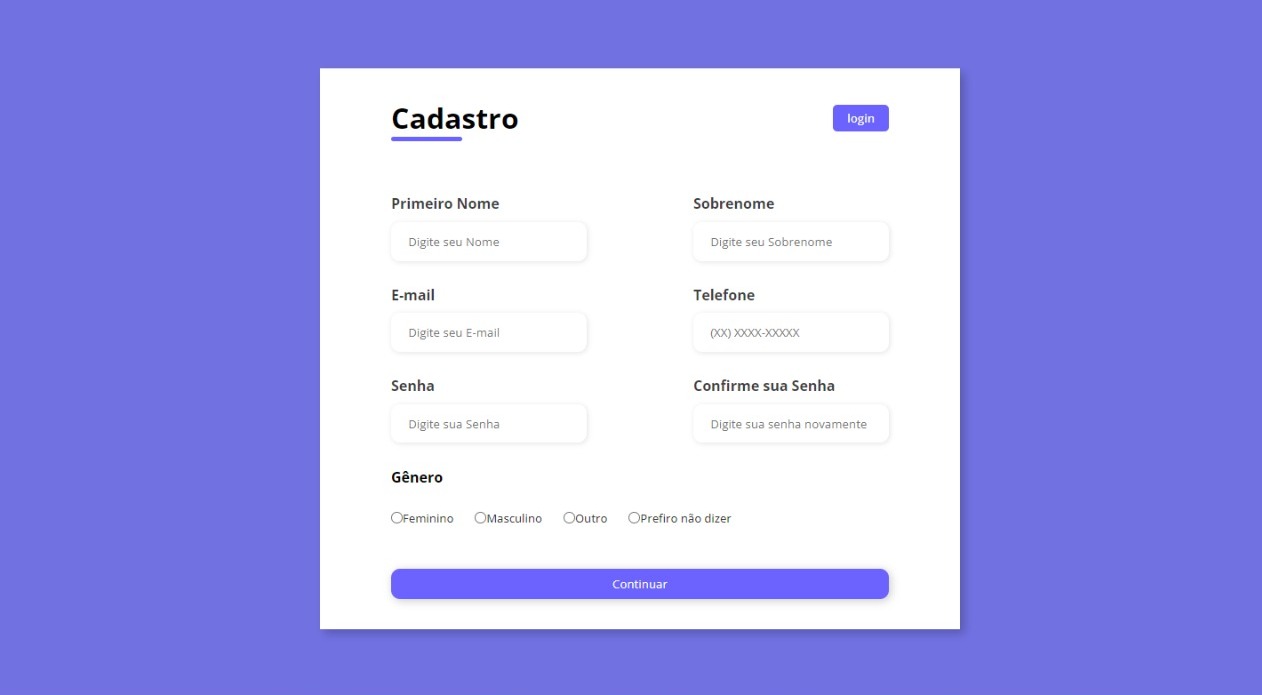 Cadastro
login
Primeiro Nome
Sobrenome
Digite seu Nome
Digite seu Sobrenome
E-mail
Telefone
Digite seu E-mail
(XX) XXXX-XXXXX
Senha
Confirme sua Senha
Digite sua Senha
Digite sua senha novamente
Gênero
Feminino Masculino Outro Prefiro não dizer
Continuar